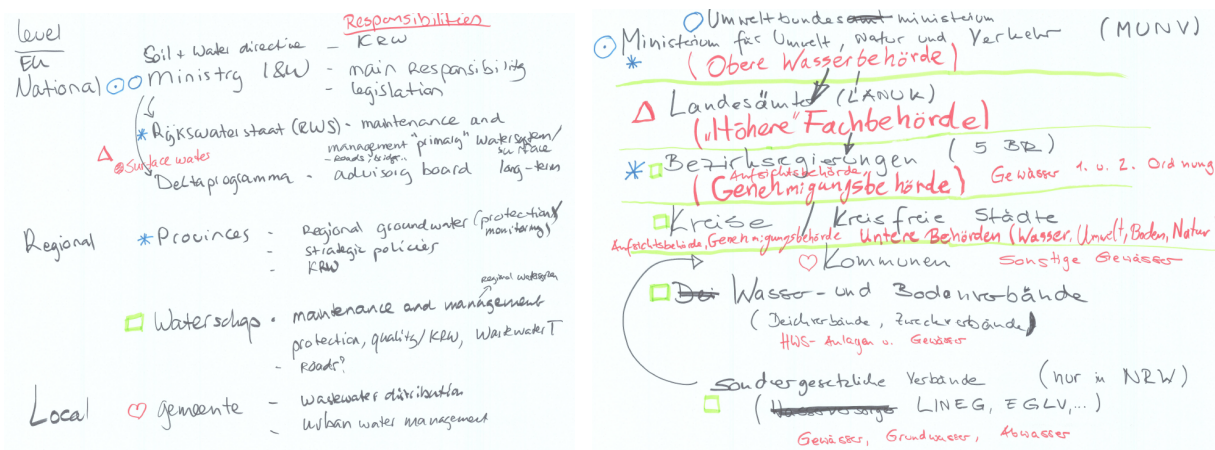 level
Responsibilities
EU
Soil + Water directive - KRW
National
Ministry I&W - main Responsibility
- legislation
* Rijkswaterstaat (RWS) - maintenance and
management "primary" Watersystem/
- Roads? bridge..
surface
Surface water
Deltaprogramma - advisory board long-term
Regional
* Provinces - Regional groundwater (protection/
monitoring)
- strategic policies
- KRW
Regional watersystem
Waterschap - maintenance and management
protection, quality/KRW, Wastewater T
- Roads?
Local
gemeente - wastewater distribution
- urban water management
Umweltbundesamt ministerium
Ministerium für Umwelt, Natur und Verkehr (MUNV)
* (Obere Wasserbehörde)
Landesämter (LANUK)
("Höhere" Fachbehörde)
* Bezirksregierungen (5 BR)
Aufsichtsbehörde,
(Genehmigungsbehörde) Gewässer 1. u. 2. Ordnung
Kreise / Kreisfreie Städte
Aufsichtsbehörde, Genehmigungsbehörde Untere Behörden (Wasser, Umwelt, Boden, Natur
Kommunen Sonstige Gewässer
Wasser- und Bodenverbände
(Deichverbände, Zweckverbände)
HWS-Anlagen u. Gewässer
Sondergesetzliche Verbände (nur in NRW)
( LINEG, EGLV,...)
Gewässer, Grundwasser, Abwasser